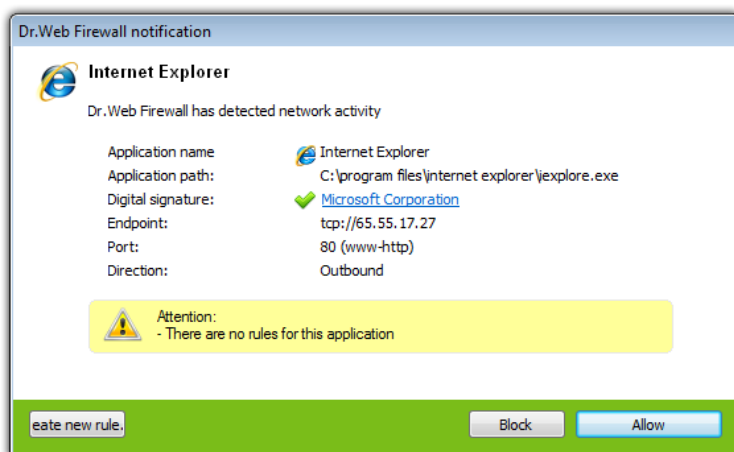 Dr.Web Firewall notification
Internet Explorer
Dr.Web Firewall has detected network activity
Application name Internet Explorer
Application path: C:\program files\internet explorer\iexplore.exe
Digital signature: Microsoft Corporation
Endpoint: tcp://65.55.17.27
Port: 80 (www-http)
Direction: Outbound
Attention:
- There are no rules for this application
eate new rule. Block Allow